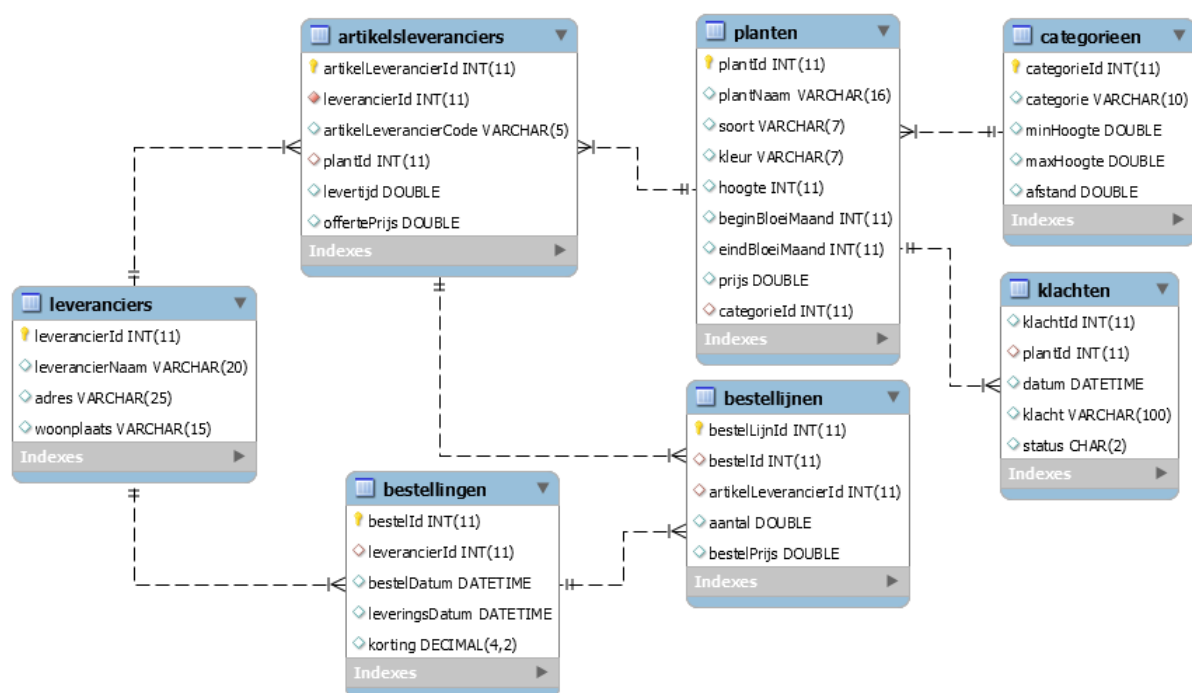 artikelsleveranciers
artikelLeverancierId INT(11)
leverancierId INT(11)
artikelLeverancierCode VARCHAR(5)
plantId INT(11)
levertijd DOUBLE
offertePrijs DOUBLE
Indexes
planten
plantId INT(11)
plantNaam VARCHAR(16)
soort VARCHAR(7)
kleur VARCHAR(7)
hoogte INT(11)
beginBloeiMaand INT(11)
eindBloeiMaand INT(11)
prijs DOUBLE
categorieId INT(11)
Indexes
categorieen
categorieId INT(11)
categorie VARCHAR(10)
minHoogte DOUBLE
maxHoogte DOUBLE
afstand DOUBLE
Indexes
leveranciers
leverancierId INT(11)
leverancierNaam VARCHAR(20)
adres VARCHAR(25)
woonplaats VARCHAR(15)
Indexes
klachten
klachtId INT(11)
plantId INT(11)
datum DATETIME
klacht VARCHAR(100)
status CHAR(2)
Indexes
bestellijnen
bestelLijnId INT(11)
bestelId INT(11)
artikelLeverancierId INT(11)
aantal DOUBLE
bestelPrijs DOUBLE
Indexes
bestellingen
bestelId INT(11)
leverancierId INT(11)
bestelDatum DATETIME
leveringsDatum DATETIME
korting DECIMAL(4,2)
Indexes